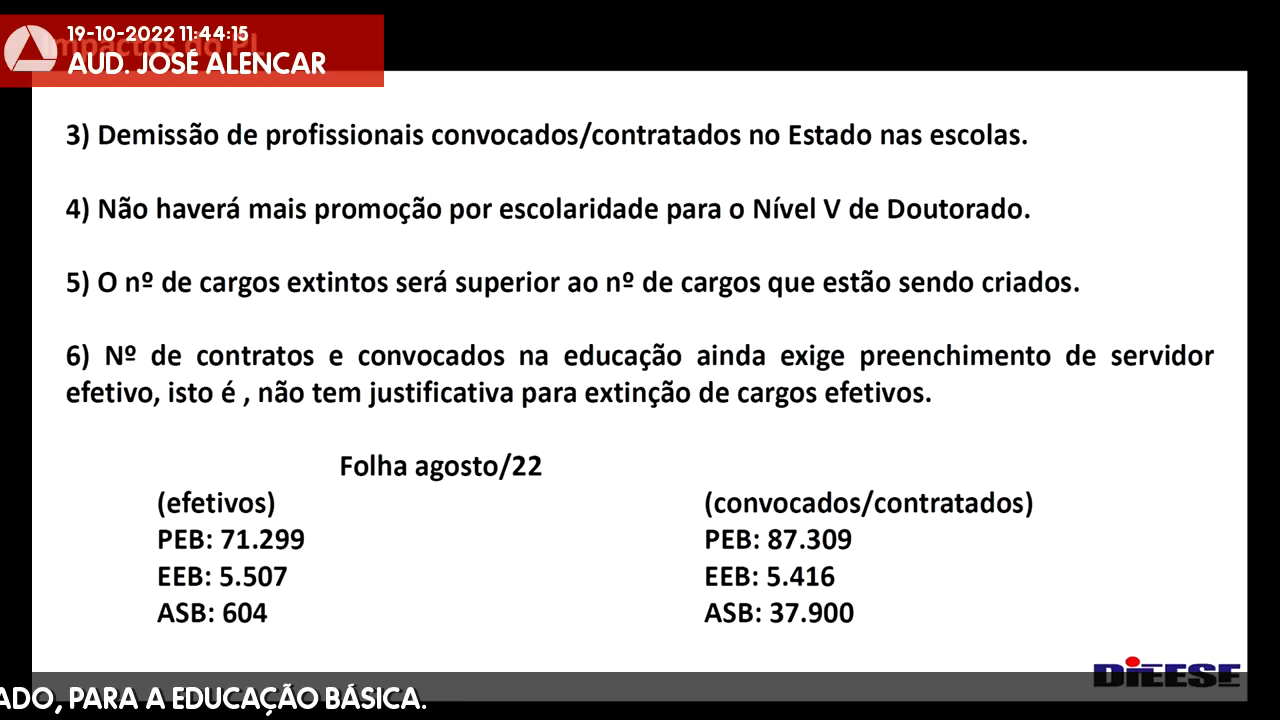 19-10-2022 11:44:15
Impactos do PL
AUD. JOSÉ ALENCAR
3) Demissão de profissionais convocados/contratados no Estado nas escolas.
4) Não haverá mais promoção por escolaridade para o Nível V de Doutorado.
5) O nº de cargos extintos será superior ao nº de cargos que estão sendo criados.
6) Nº de contratos e convocados na educação ainda exige preenchimento de servidor
efetivo, isto é , não tem justificativa para extinção de cargos efetivos.
Folha agosto/22
(efetivos) (convocados/contratados)
PEB: 71.299 PEB: 87.309
EEB: 5.507 EEB: 5.416
ASB: 604 ASB: 37.900
DIEESE
ADO, PARA A EDUCAÇÃO BÁSICA.